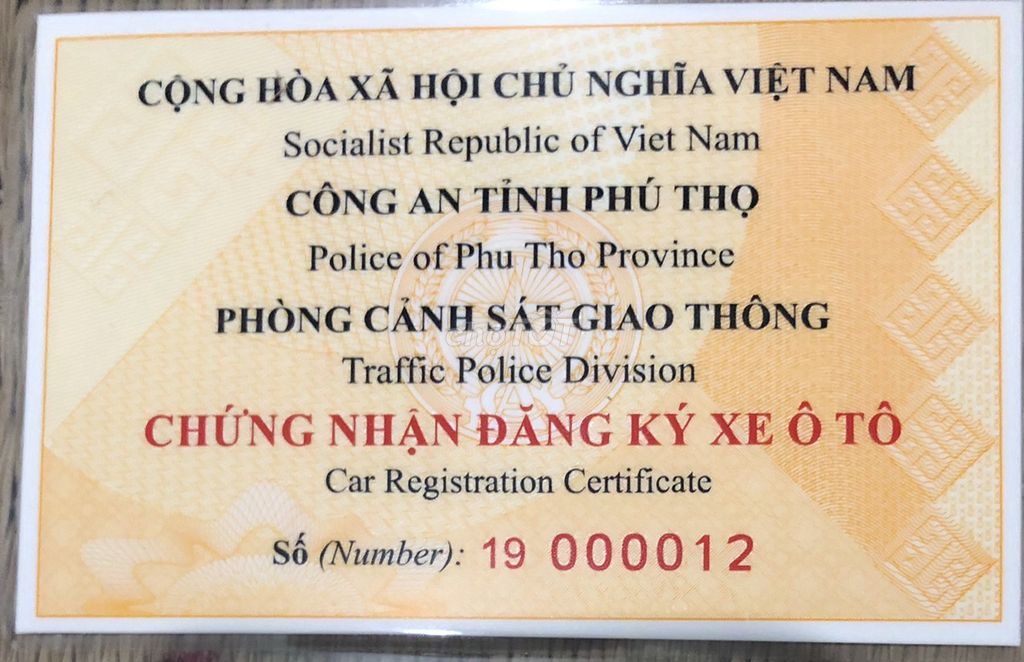 CỘNG HÒA XÃ HỘI CHỦ NGHĨA VIỆT NAM
Socialist Republic of Viet Nam
CÔNG AN TỈNH PHÚ THỌ
Police of Phu Tho Province
PHÒNG CẢNH SÁT GIAO THÔNG
choTỐT
Traffic Police Division
CHỨNG NHẬN ĐĂNG KÝ XE Ô TÔ
Car Registration Certificate
Số (Number): 19 000012